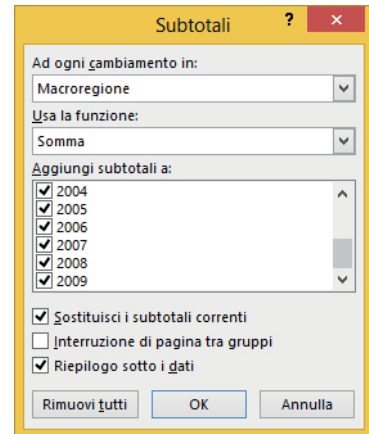 Subtotali ? ×
Ad ogni cambiamento in:
Macroregione
Usa la funzione:
Somma
Aggiungi subtotali a:
2004
2005
2006
2007
2008
2009
Sostituisci i subtotali correnti
Interruzione di pagina tra gruppi
Riepilogo sotto i dati
Rimuovi tutti OK Annulla